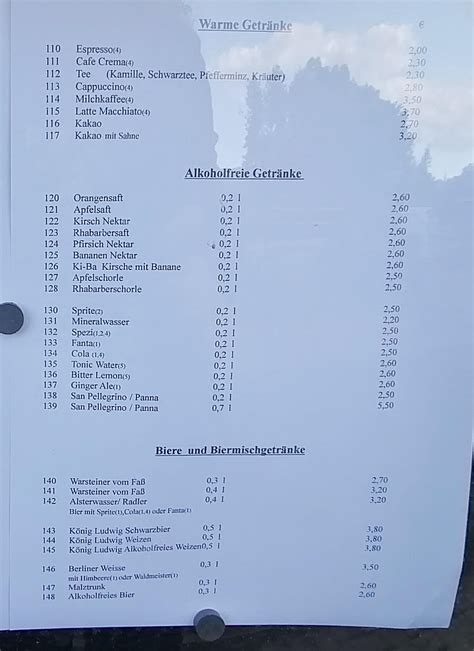 Warme Getränke €
110 Espresso(4) 2,00
111 Cafe Crema(4) 2,30
112 Tee (Kamille, Schwarztee, Pfefferminz, Kräuter) 2,30
113 Cappuccino(4) 2,80
114 Milchkaffee(4) 3,50
115 Latte Macchiato(4) 3,70
116 Kakao 2,70
117 Kakao mit Sahne 3,20
Alkoholfreie Getränke
120 Orangensaft 0,2 l 2,60
121 Apfelsaft 0,2 l 2,60
122 Kirsch Nektar 0,2 l 2,60
123 Rhabarbersaft 0,2 l 2,60
124 Pfirsich Nektar 0,2 l 2,60
125 Bananen Nektar 0,2 l 2,60
126 Ki-Ba Kirsche mit Banane 0,2 l 2,60
127 Apfelschorle 0,2 l 2,50
128 Rhabarberschorle 0,2 l 2,50
130 Sprite(2) 0,2 l 2,50
131 Mineralwasser 0,2 l 2,20
132 Spezi(1,2,4) 0,2 l 2,50
133 Fanta(1) 0,2 l 2,50
134 Cola (1,4) 0,2 l 2,50
135 Tonic Water(5) 0,2 l 2,60
136 Bitter Lemon(5) 0,2 l 2,60
137 Ginger Ale(1) 0,2 l 2,60
138 San Pellegrino / Panna 0,2 l 2,50
139 San Pellegrino / Panna 0,7 l 5,50
Biere und Biermischgetränke
140 Warsteiner vom Faß 0,3 l 2,70
141 Warsteiner vom Faß 0,4 l 3,20
142 Alsterwasser/ Radler 0,4 l 3,20
Bier mit Sprite(1),Cola(1,4) oder Fanta(1)
143 König Ludwig Schwarzbier 0,5 l 3,80
144 König Ludwig Weizen 0,5 l 3,80
145 König Ludwig Alkoholfreies Weizen0,5 l 3,80
146 Berliner Weisse 0,3 l 3,50
mit Himbeere(1) oder Waldmeister(1)
147 Malztrunk 0,3 l 2,60
148 Alkoholfreies Bier 0,3 l 2,60